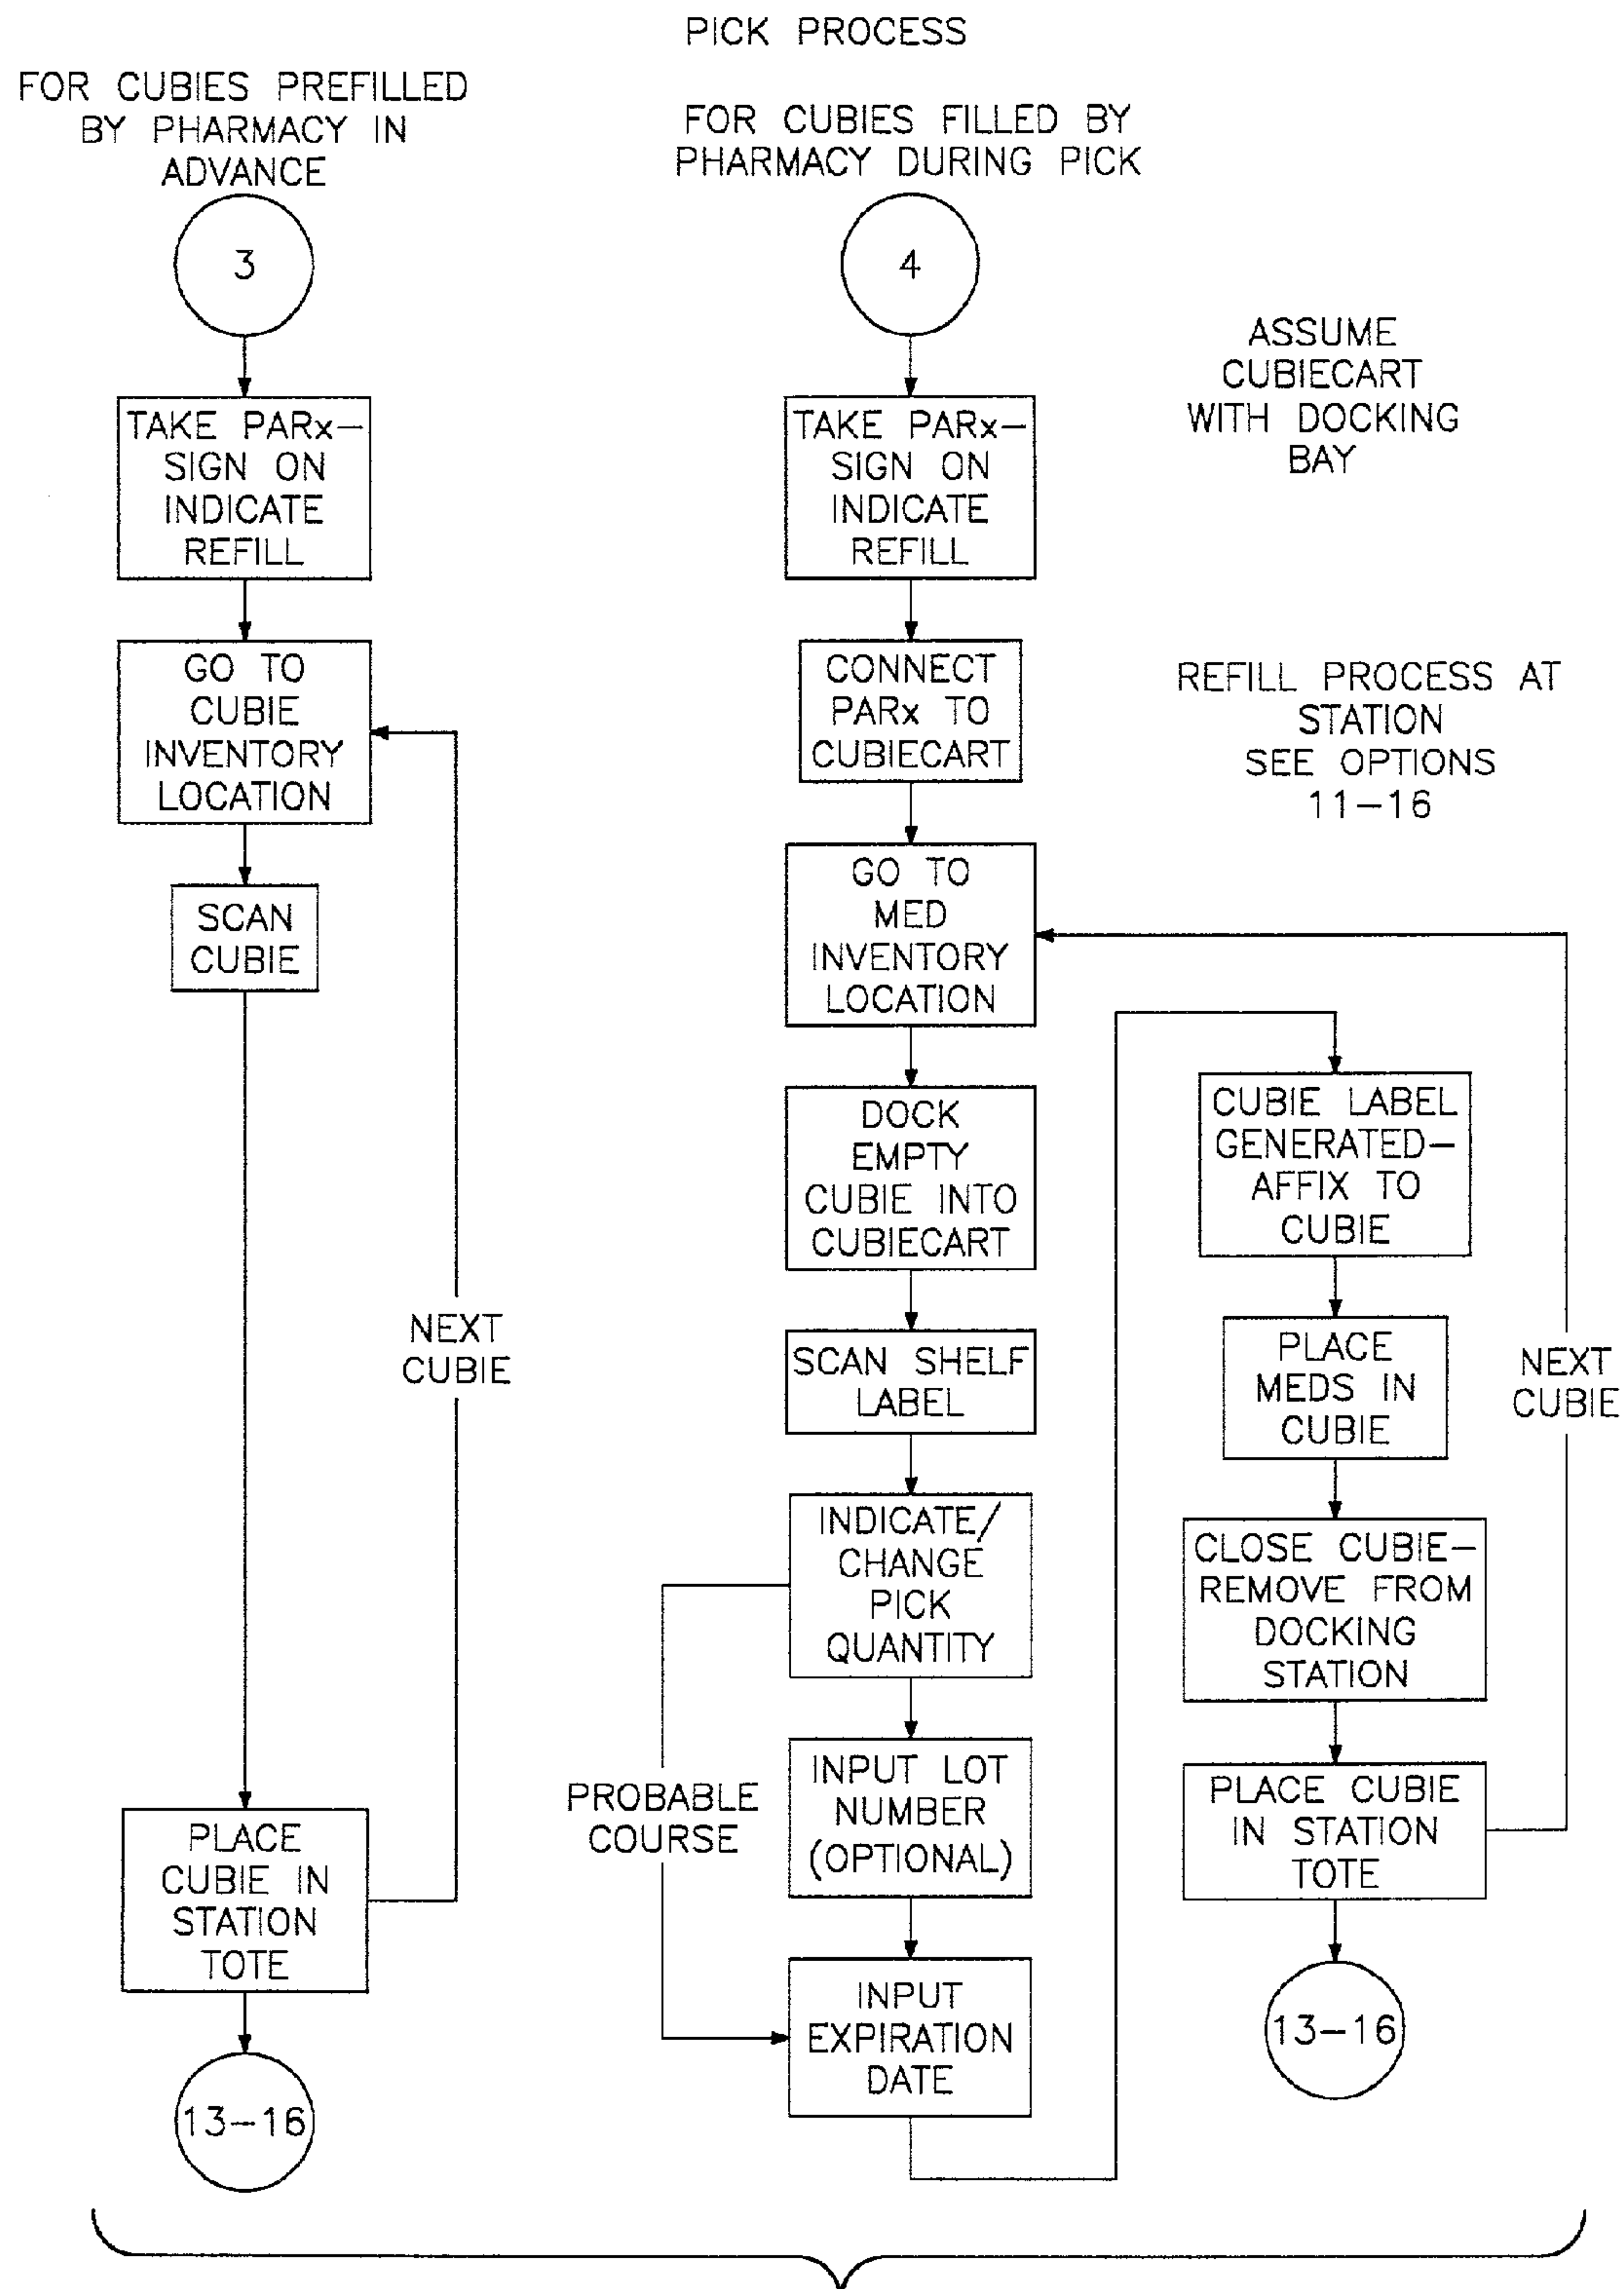 PICK PROCESS
FOR CUBIES PREFILLED
BY PHARMACY IN
ADVANCE
3
TAKE PARx–
SIGN ON
INDICATE
REFILL
GO TO
CUBIE
INVENTORY
LOCATION
SCAN
CUBIE
NEXT
CUBIE
PLACE
CUBIE IN
STATION
TOTE
13–16
FOR CUBIES FILLED BY
PHARMACY DURING PICK
4
TAKE PARx–
SIGN ON
INDICATE
REFILL
CONNECT
PARx TO
CUBIECART
GO TO
MED
INVENTORY
LOCATION
DOCK
EMPTY
CUBIE INTO
CUBIECART
SCAN SHELF
LABEL
INDICATE/
CHANGE
PICK
QUANTITY
PROBABLE
COURSE
INPUT LOT
NUMBER
(OPTIONAL)
INPUT
EXPIRATION
DATE
ASSUME
CUBIECART
WITH DOCKING
BAY
REFILL PROCESS AT
STATION
SEE OPTIONS
11–16
CUBIE LABEL
GENERATED–
AFFIX TO
CUBIE
PLACE
MEDS IN
CUBIE
CLOSE CUBIE–
REMOVE FROM
DOCKING
STATION
PLACE CUBIE
IN STATION
TOTE
NEXT
CUBIE
13–16